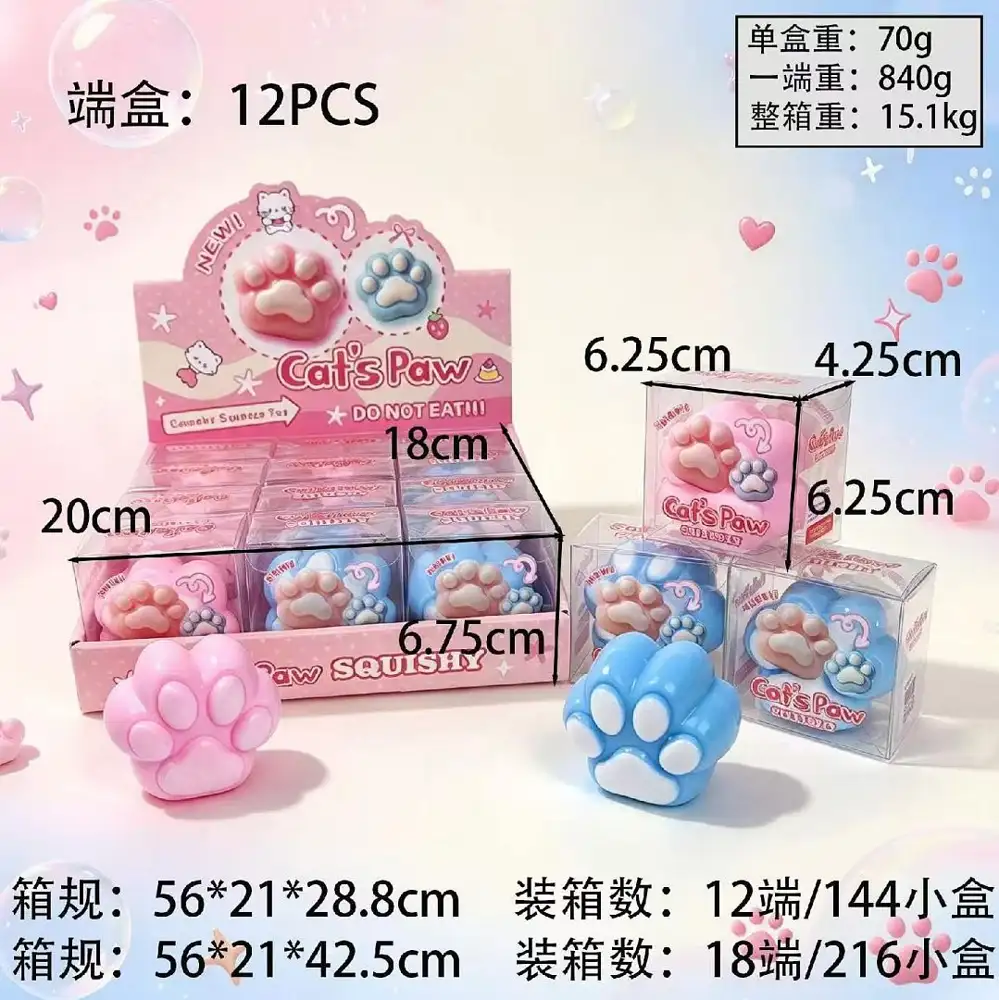 端盒：12PCS
单盒重：70g
一端重：840g
整箱重：15.1kg
NEW!!
Cat's Paw
DO NOT EAT!!!
18cm
20cm
6.75cm
Paw SQUISHY
6.25cm
4.25cm
6.25cm
Cat's Paw
Cat's Paw
箱规：56*21*28.8cm
装箱数：12端/144小盒
箱规：56*21*42.5cm
装箱数：18端/216小盒